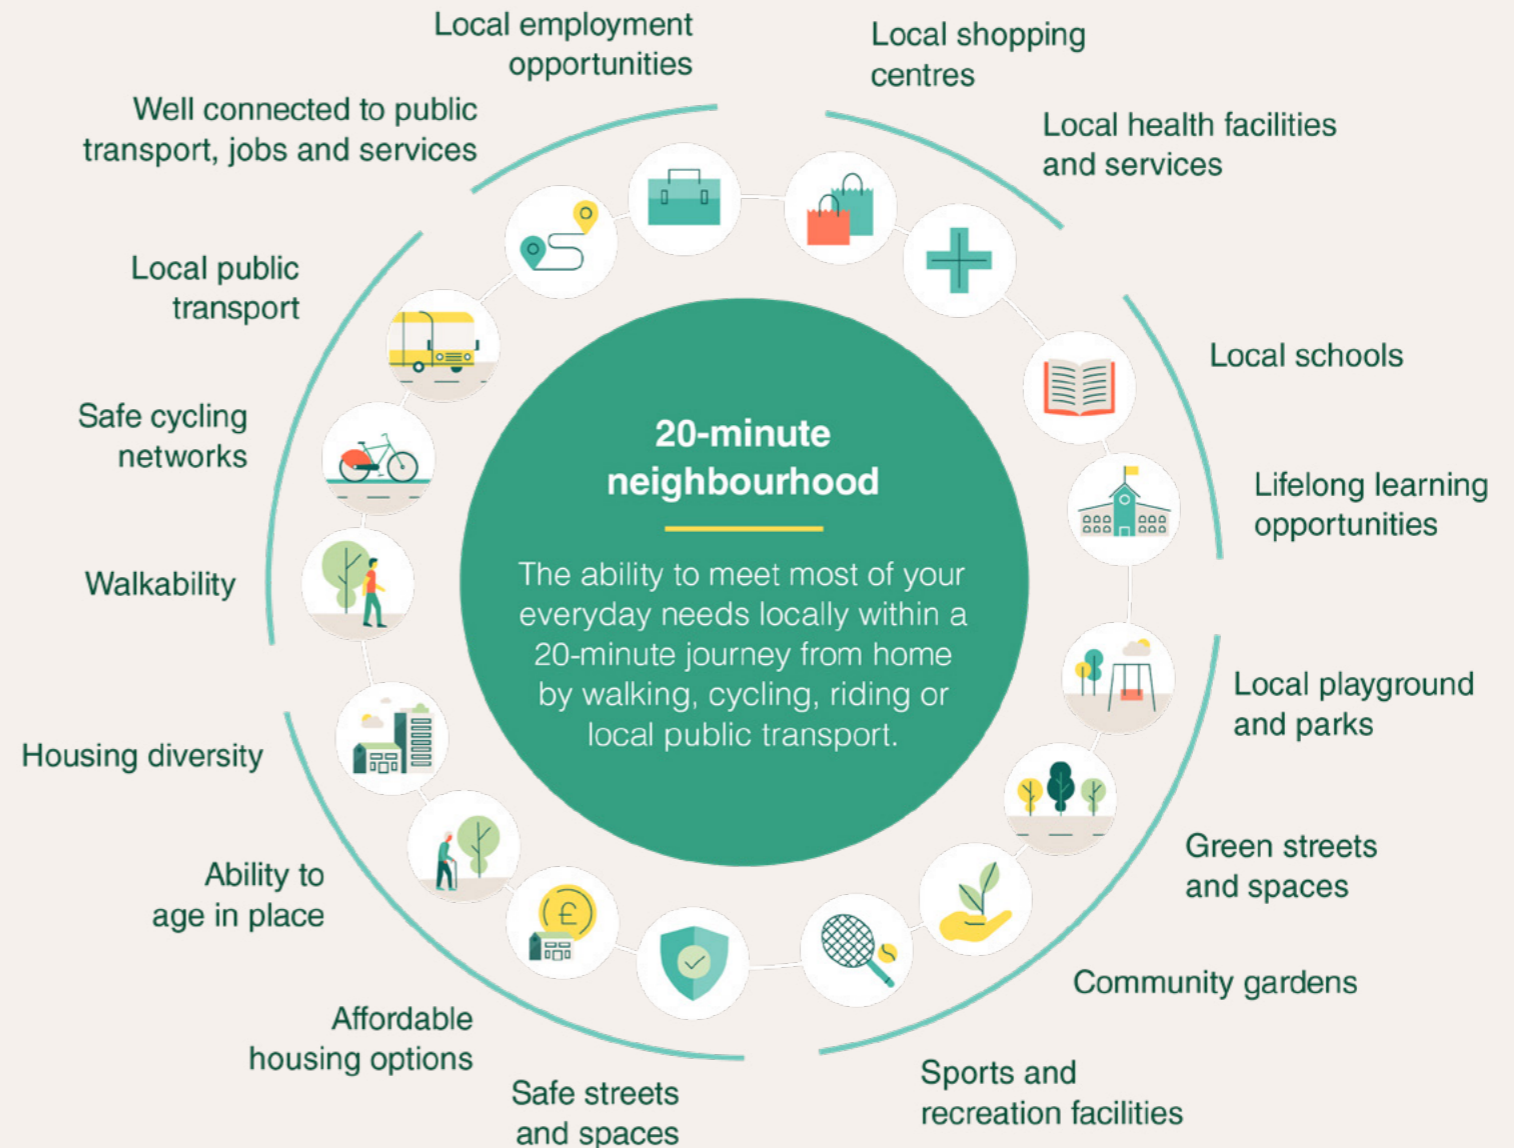 Local employment
opportunities
Local shopping
centres
Well connected to public
transport, jobs and services
Local health facilities
and services
Local public
transport
Local schools
Safe cycling
networks
Lifelong learning
opportunities
Walkability
20-minute
neighbourhood
The ability to meet most of your
everyday needs locally within a
20-minute journey from home
by walking, cycling, riding or
local public transport.
Local playground
and parks
Housing diversity
Green streets
and spaces
Ability to
age in place
£
Community gardens
Affordable
housing options
Sports and
recreation facilities
Safe streets
and spaces